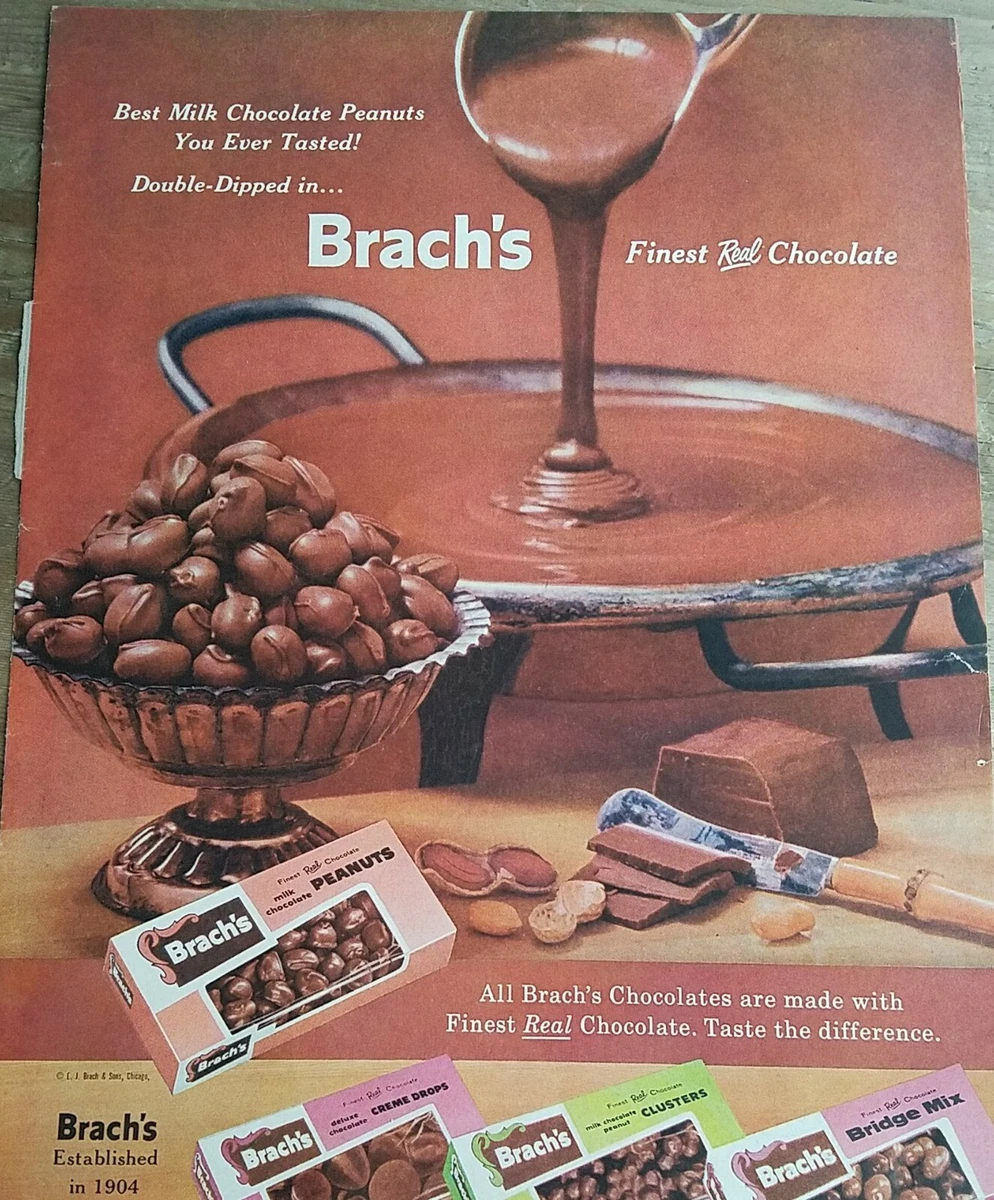 Best Milk Chocolate Peanuts
You Ever Tasted!
Double-Dipped in...
Brach's
Finest Real Chocolate
Finest Real Chocolate
milk
chocolate PEANUTS
Brach's
Brach's
Brach's
All Brach's Chocolates are made with
Finest Real Chocolate. Taste the difference.
© E. J. Brach & Sons, Chicago,
Brach's
Established
in 1904
Finest Real Chocolate
deluxe
chocolate CREME DROPS
Brach's
Finest Real Chocolate
milk chocolate
peanut CLUSTERS
Brach's
Finest Real Chocolate
Bridge Mix
Brach's